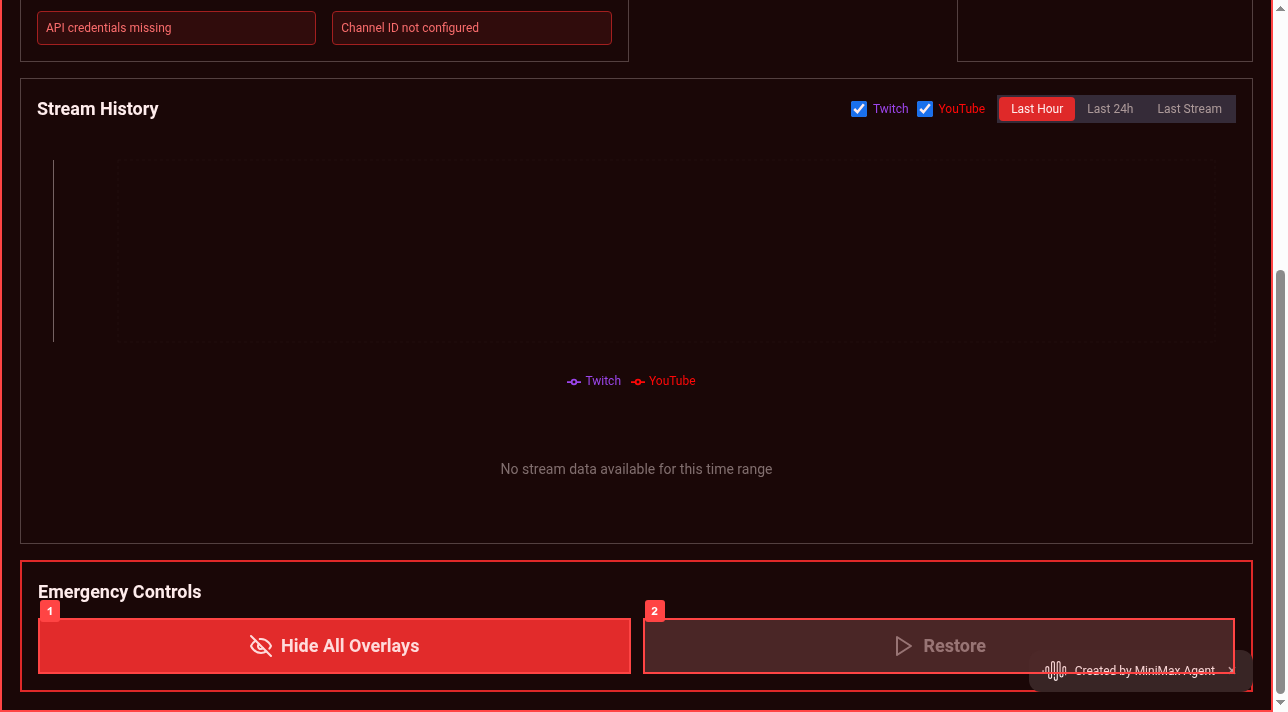 API credentials missing
Channel ID not configured
Stream History
Twitch
YouTube
Last Hour
Last 24h
Last Stream
Twitch
YouTube
No stream data available for this time range
Emergency Controls
1
2
Hide All Overlays
Restore
Created by MiniMax Agent
×